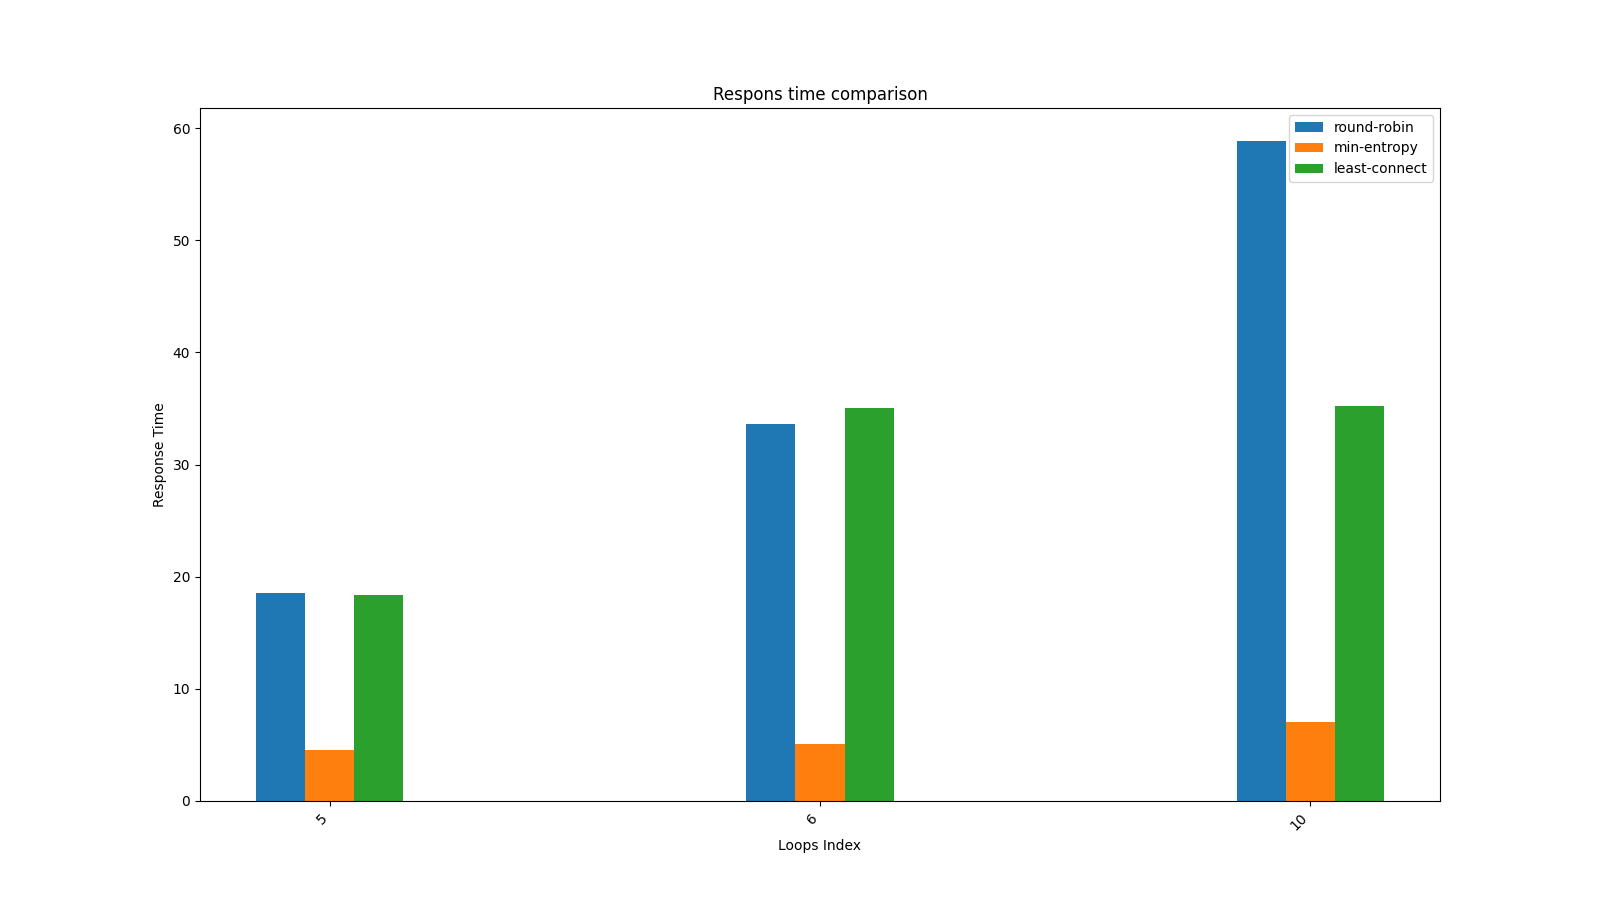 Respons time comparison
round-robin
min-entropy
least-connect
60
50
40
30
20
10
0
Response Time
5
6
10
Loops Index